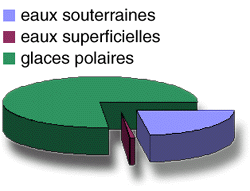 eaux souterraines
eaux superficielles
glaces polaires